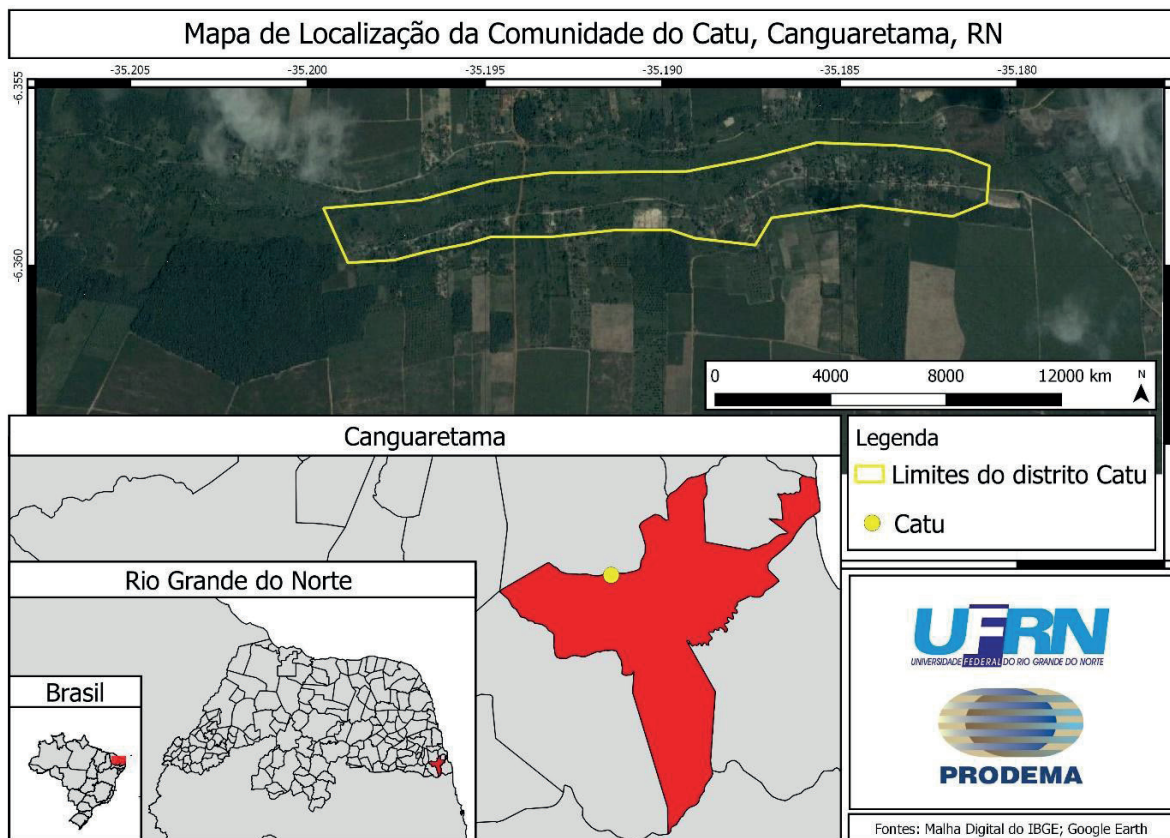 Mapa de Localização da Comunidade do Catu, Canguaretama, RN
-35.205 -35.200 -35.195 -35.190 -35.185 -35.180
-6.355
-6.360
0 4000 8000 12000 km
N
Canguaretama
Legenda
Limites do distrito Catu
Catu
Rio Grande do Norte
Brasil
UFRN
UNIVERSIDADE FEDERAL DO RIO GRANDE DO NORTE
PRODEMA
Fontes: Malha Digital do IBGE; Google Earth